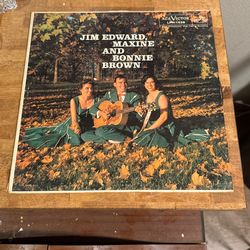 RCA VICTOR
JIM EDWARD,
MAXINE
AND
BONNIE
BROWN